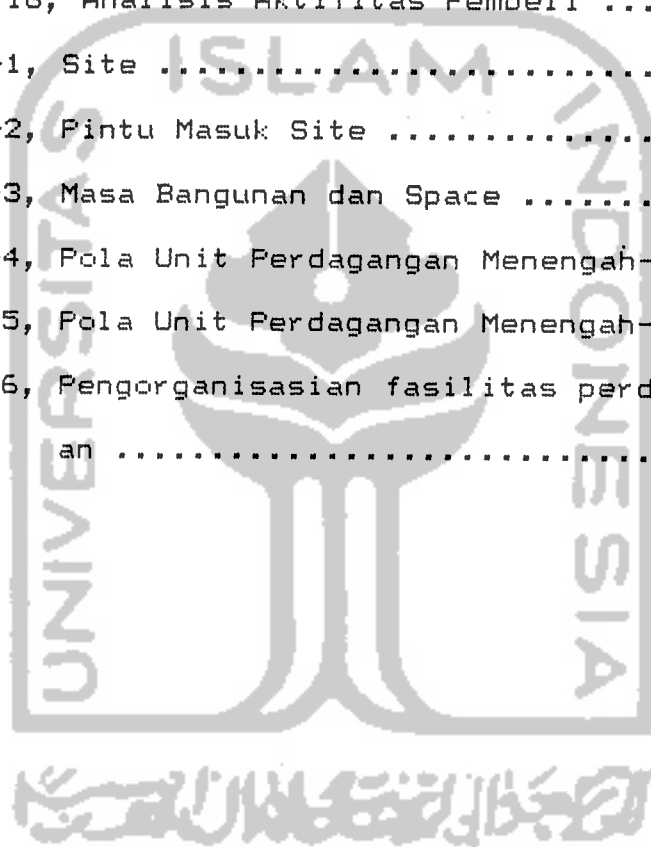 18, Analisis Aktifitas Pembeli ...
1, Site ..........................
2, Pintu Masuk Site ..............
3, Masa Bangunan dan Space .......
4, Pola Unit Perdagangan Menengah-
5, Pola Unit Perdagangan Menengah-
6, Pengorganisasian fasilitas perd
an ............................
UNIVERSITAS
ISLAM
INDONESIA